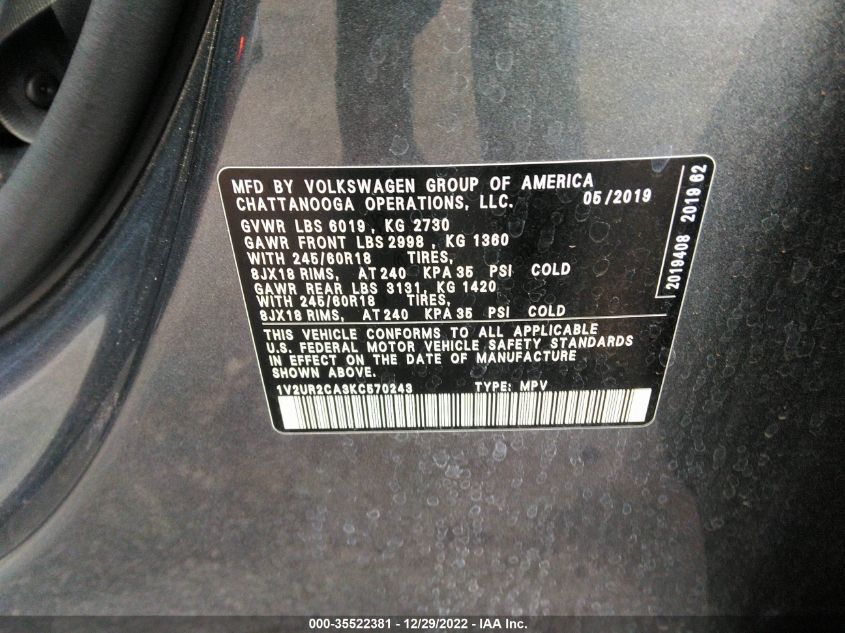 MFD BY VOLKSWAGEN GROUP OF AMERICA
CHATTANOOGA OPERATIONS, LLC. 05/2019
GVWR LBS 6019 , KG 2730
GAWR FRONT LBS 2998 , KG 1360
WITH 245/60R18 TIRES,
8JX18 RIMS, AT 240 KPA 35 PSI COLD
GAWR REAR LBS 3131, KG 1420
WITH 245/60R18 TIRES,
8JX18 RIMS, AT 240 KPA 35 PSI COLD
THIS VEHICLE CONFORMS TO ALL APPLICABLE
U.S. FEDERAL MOTOR VEHICLE SAFETY STANDARDS
IN EFFECT ON THE DATE OF MANUFACTURE
SHOWN ABOVE.
1V2UR2CA3KC570243 TYPE: MPV
2019408 2019 62
000-35522381 - 12/29/2022 - IAA Inc.